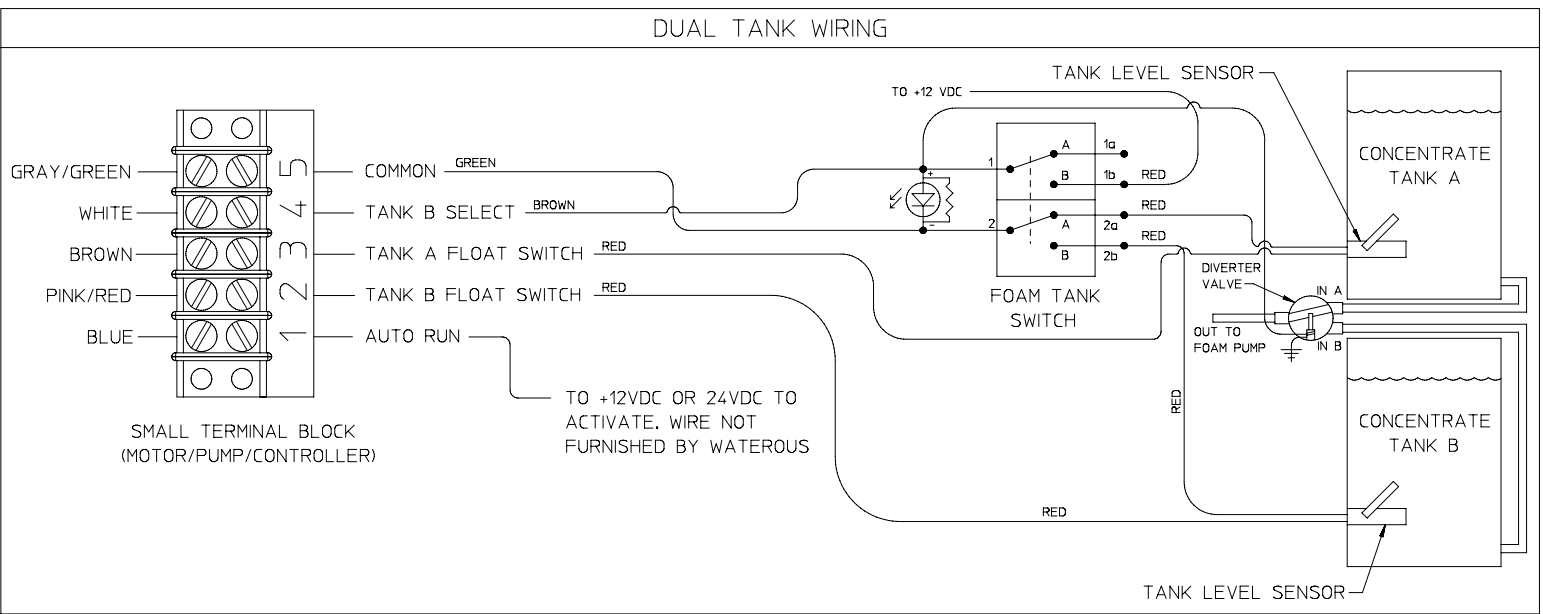 DUAL TANK WIRING
TANK LEVEL SENSOR
TO +12 VDC
GRAY/GREEN
5
COMMON
GREEN
WHITE
4
TANK B SELECT
BROWN
BROWN
3
TANK A FLOAT SWITCH
RED
PINK/RED
2
TANK B FLOAT SWITCH
RED
BLUE
1
AUTO RUN
TO +12VDC OR 24VDC TO
ACTIVATE. WIRE NOT
FURNISHED BY WATEROUS
SMALL TERMINAL BLOCK
(MOTOR/PUMP/CONTROLLER)
+
-
1
A
1a
B
1b
RED
2
A
2a
RED
B
2b
RED
FOAM TANK
SWITCH
CONCENTRATE
TANK A
DIVERTER
VALVE
IN A
OUT TO
FOAM PUMP
IN B
RED
CONCENTRATE
TANK B
RED
TANK LEVEL SENSOR